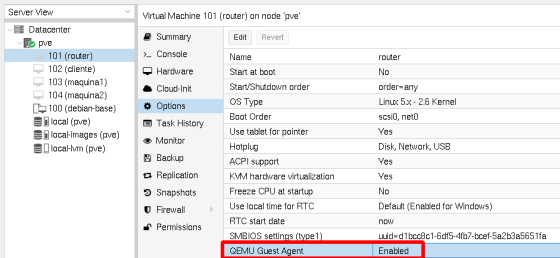 Server View
Datacenter
pve
101 (router)
102 (cliente)
103 (maquina1)
104 (maquina2)
100 (debian-base)
local (pve)
local-images (pve)
local-lvm (pve)
Virtual Machine 101 (router) on node 'pve'
Summary
Console
Hardware
Cloud-Init
Options
Task History
Monitor
Backup
Replication
Snapshots
Firewall
Permissions
Edit Revert
Name router
Start at boot No
Start/Shutdown order order=any
OS Type Linux 5.x - 2.6 Kernel
Boot Order scsi0, net0
Use tablet for pointer Yes
Hotplug Disk, Network, USB
ACPI support Yes
KVM hardware virtualization Yes
Freeze CPU at startup No
Use local time for RTC Default (Enabled for Windows)
RTC start date now
SMBIOS settings (type1) uuid=d1bcc8c1-6df5-4fb7-bcef-5a2b3a5651fa
QEMU Guest Agent Enabled